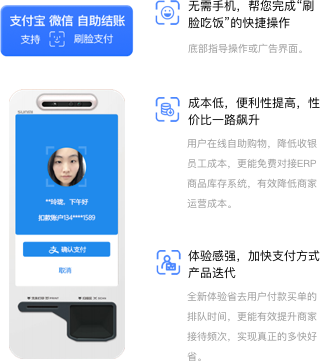 支付宝 微信 自助结账
支持 刷脸支付
**玲珑，下午好
扣款账户134****1589
确认支付
取消
无需手机，帮您完成“刷
脸吃饭”的快捷操作
底部指导操作或广告界面。
成本低，便利性提高，性
价比一路飙升
用户在线自助购物，降低收银
员工成本，更能免费对接ERP
商品库存系统，有效降低商家
运营成本。
体验感强，加快支付方式
产品迭代
全新体验省去用户付款买单的
排队时间，更能有效提升商家
接待频次，实现真正的多快好
省。